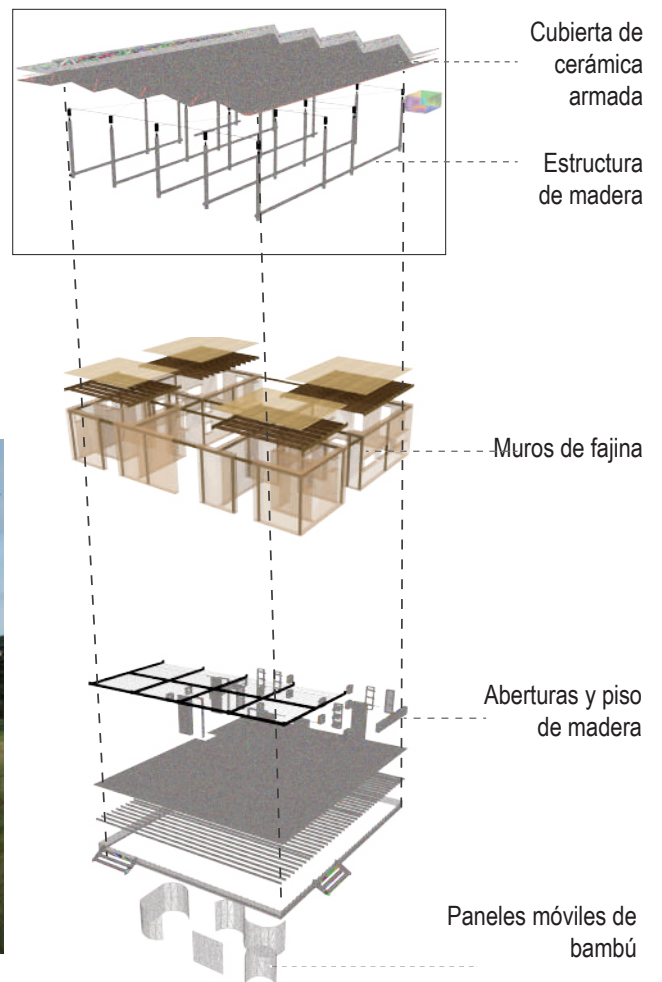 Cubierta de
cerámica
armada
Estructura
de madera
Muros de fajina
Aberturas y piso
de madera
Paneles móviles de
bambú